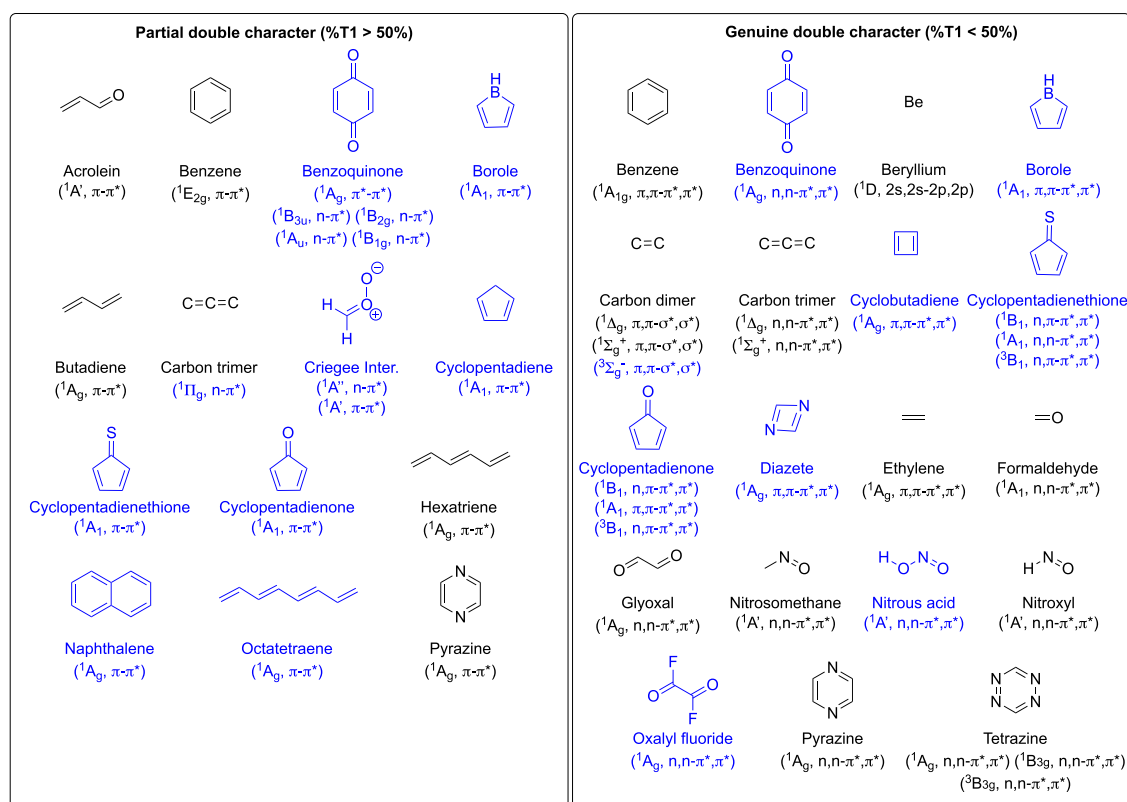 Partial double character (%T1 > 50%)
O
Acrolein
(¹A', π-π*)
Benzene
(¹E₂g, π-π*)
O
O
Benzoquinone
(¹Ag, π*-π*)
(¹B₃u, n-π*) (¹B₂g, n-π*)
(¹Au, n-π*) (¹B₁g, n-π*)
H
B
Borole
(¹A₁, π-π*)
Butadiene
(¹Ag, π-π*)
C=C=C
Carbon trimer
(¹Πg, n-π*)
O⊖
H O⊕
H
Criegee Inter.
(¹A'', n-π*)
(¹A', π-π*)
Cyclopentadiene
(¹A₁, π-π*)
S
Cyclopentadienethione
(¹A₁, π-π*)
O
Cyclopentadienone
(¹A₁, π-π*)
Hexatriene
(¹Ag, π-π*)
Naphthalene
(¹Ag, π-π*)
Octatetraene
(¹Ag, π-π*)
N
N
Pyrazine
(¹Ag, π-π*)
Genuine double character (%T1 < 50%)
Benzene
(¹A₁g, π,π-π*,π*)
O
O
Benzoquinone
(¹Ag, n,n-π*,π*)
Be
Beryllium
(¹D, 2s,2s-2p,2p)
H
B
Borole
(¹A₁, π,π-π*,π*)
C=C
Carbon dimer
(¹Δg, π,π-σ*,σ*)
(¹Σg⁺, π,π-σ*,σ*)
(³Σg⁻, π,π-σ*,σ*)
C=C=C
Carbon trimer
(¹Δg, n,n-π*,π*)
(¹Σg⁺, n,n-π*,π*)
Cyclobutadiene
(¹Ag, π,π-π*,π*)
S
Cyclopentadienethione
(¹B₁, n,π-π*,π*)
(¹A₁, n,n-π*,π*)
(³B₁, n,π-π*,π*)
O
Cyclopentadienone
(¹B₁, n,π-π*,π*)
(¹A₁, π,π-π*,π*)
(³B₁, n,π-π*,π*)
N
N
Diazete
(¹Ag, π,π-π*,π*)
Ethylene
(¹Ag, π,π-π*,π*)
=O
Formaldehyde
(¹A₁, n,n-π*,π*)
O O
Glyoxal
(¹Ag, n,n-π*,π*)
N O
Nitrosomethane
(¹A', n,n-π*,π*)
H O N O
Nitrous acid
(¹A', n,n-π*,π*)
H N O
Nitroxyl
(¹A', n,n-π*,π*)
F
O O
F
Oxalyl fluoride
(¹Ag, n,n-π*,π*)
N
N
Pyrazine
(¹Ag, n,n-π*,π*)
N N
N N
Tetrazine
(¹Ag, n,n-π*,π*) (¹B₃g, n,n-π*,π*)
(³B₃g, n,n-π*,π*)